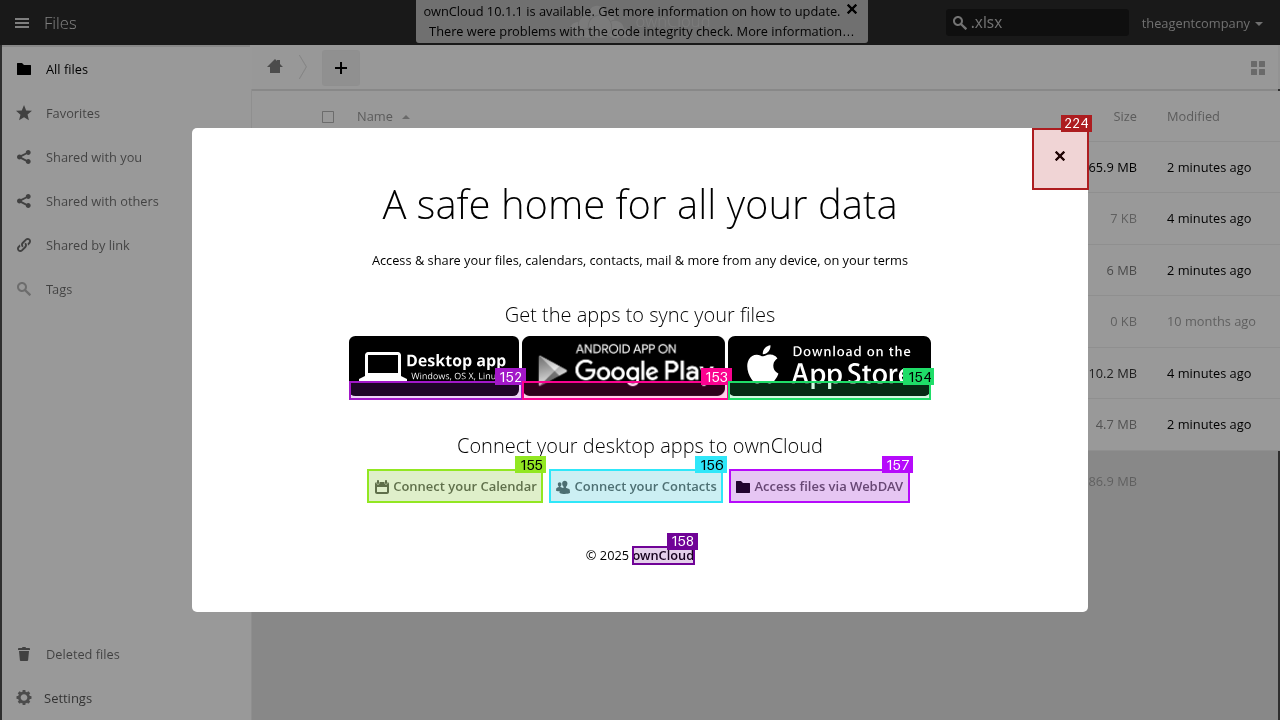 Files
ownCloud 10.1.1 is available. Get more information on how to update.
There were problems with the code integrity check. More information…
.xlsx
theagentcompany
All files
Favorites
Shared with you
Shared with others
Shared by link
Tags
Deleted files
Settings
Name
Size
Modified
65.9 MB 2 minutes ago
7 KB 4 minutes ago
6 MB 2 minutes ago
0 KB 10 months ago
10.2 MB 4 minutes ago
4.7 MB 2 minutes ago
86.9 MB
224
A safe home for all your data
Access & share your files, calendars, contacts, mail & more from any device, on your terms
Get the apps to sync your files
Desktop app
Windows, OS X,
152
ANDROID APP ON
Google Play
153
Download on the
App Store
154
Connect your desktop apps to ownCloud
155
Connect your Calendar
156
Connect your Contacts
157
Access files via WebDAV
158
© 2025 ownCloud